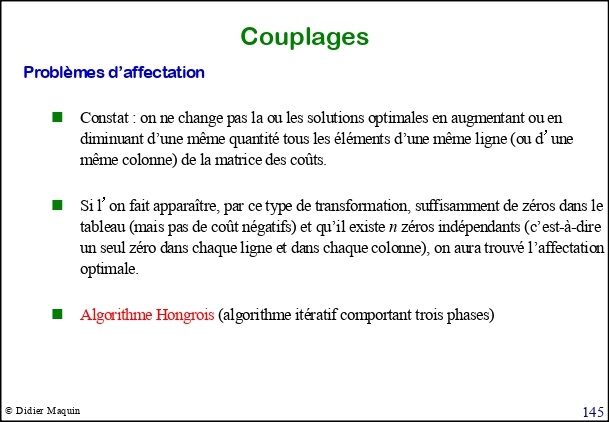 Couplages
Problèmes d’affectation
Constat : on ne change pas la ou les solutions optimales en augmentant ou en
diminuant d’une même quantité tous les éléments d’une même ligne (ou d’une
même colonne) de la matrice des coûts.
Si l’on fait apparaître, par ce type de transformation, suffisamment de zéros dans le
tableau (mais pas de coût négatifs) et qu’il existe n zéros indépendants (c’est-à-dire
un seul zéro dans chaque ligne et dans chaque colonne), on aura trouvé l’affectation
optimale.
Algorithme Hongrois (algorithme itératif comportant trois phases)
© Didier Maquin
145